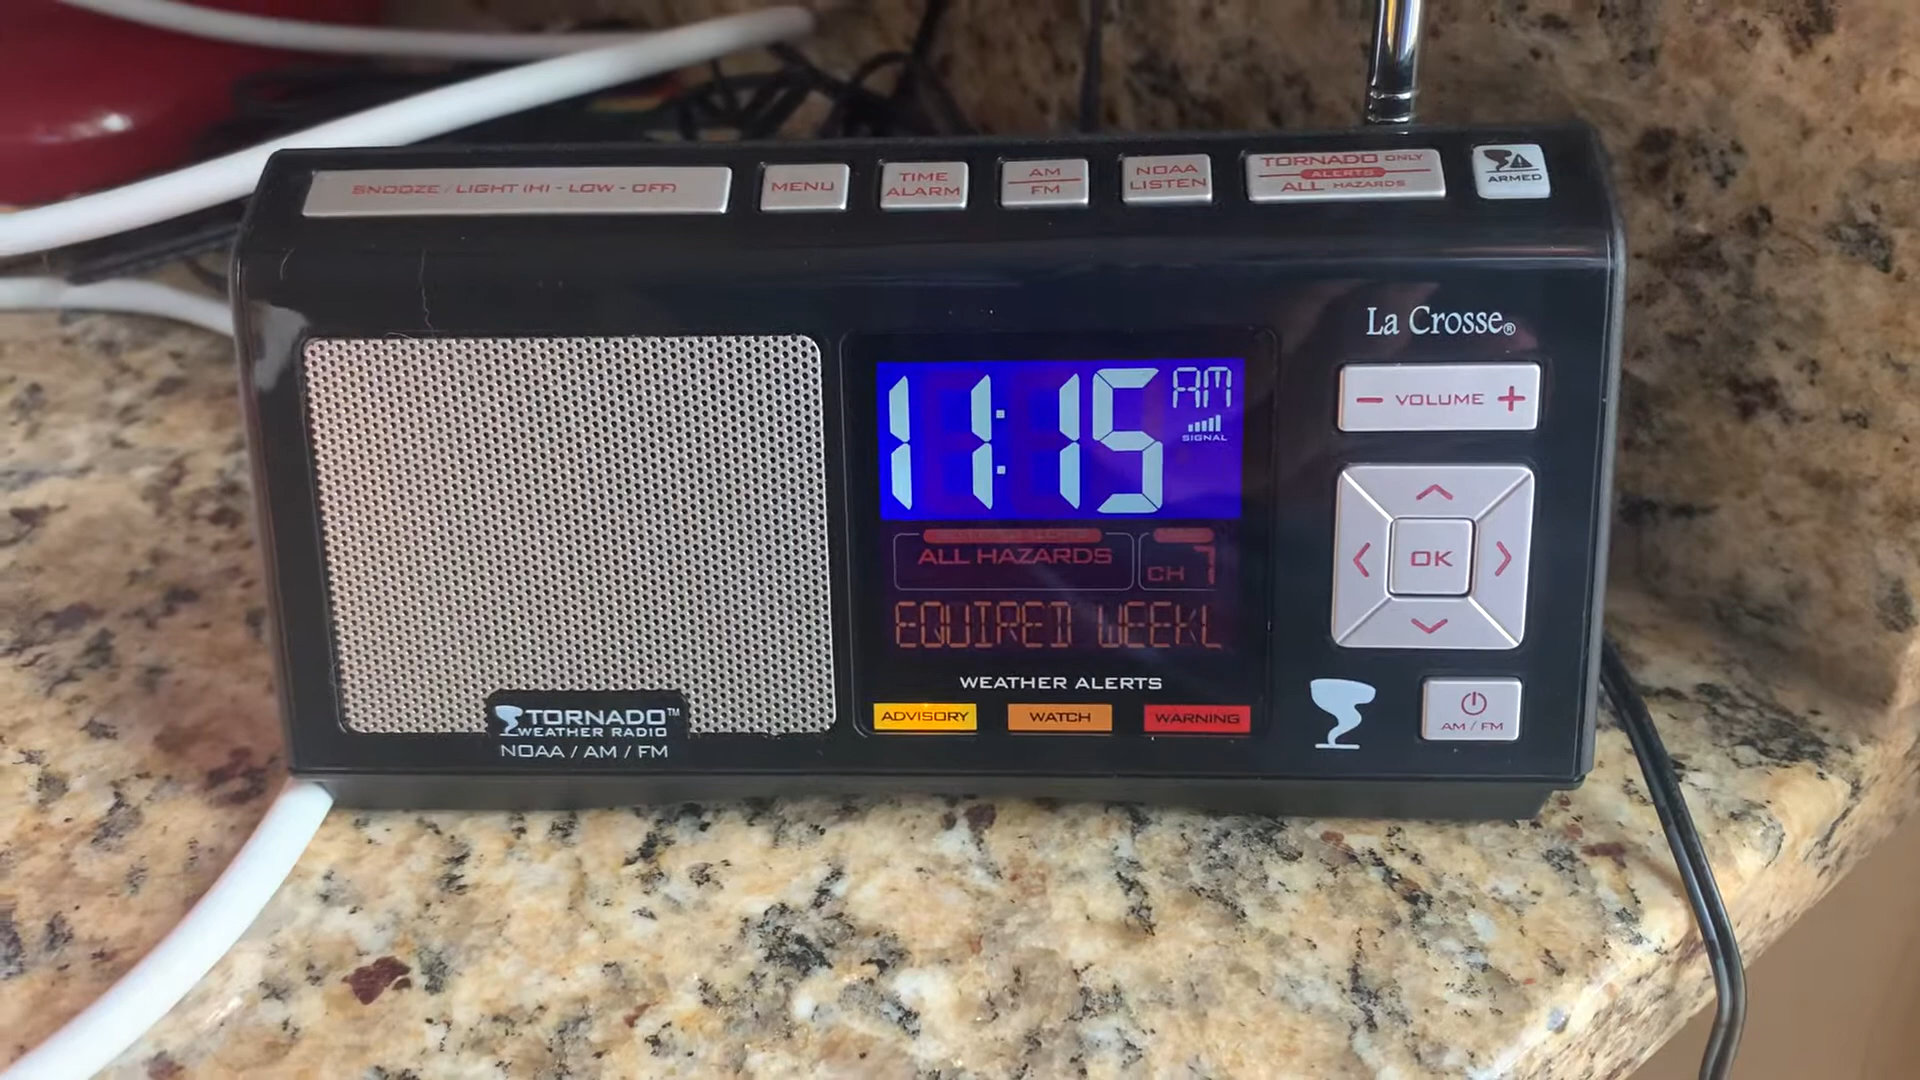 SNOOZE / LIGHT (HI - LOW - OFF)
MENU
TIME
ALARM
AM
FM
NOAA
LISTEN
TORNADO ONLY
ALERTS
ALL HAZARDS
ARMED
La Crosse®
11:15 AM
SIGNAL
ALL HAZARDS
CH 7
EQUIRED WEEKL
WEATHER ALERTS
ADVISORY
WATCH
WARNING
- VOLUME +
OK
AM / FM
TORNADO™
WEATHER RADIO
NOAA / AM / FM